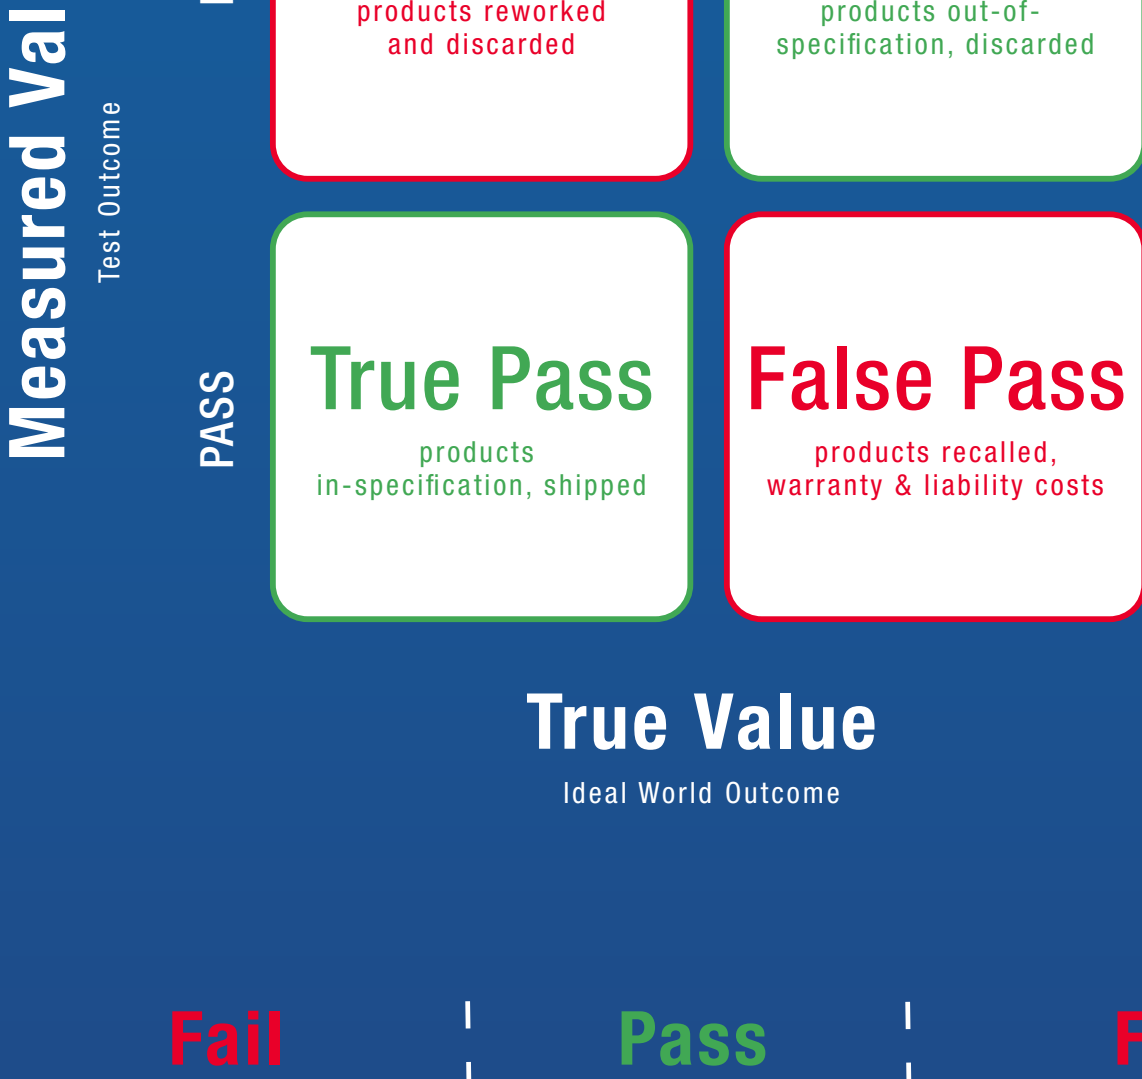 products reworked
and discarded
products out-of-
specification, discarded
Test Outcome
Measured
PASS
True Pass
products
in-specification, shipped
False Pass
products recalled,
warranty & liability costs
True Value
Ideal World Outcome
Fail
Pass